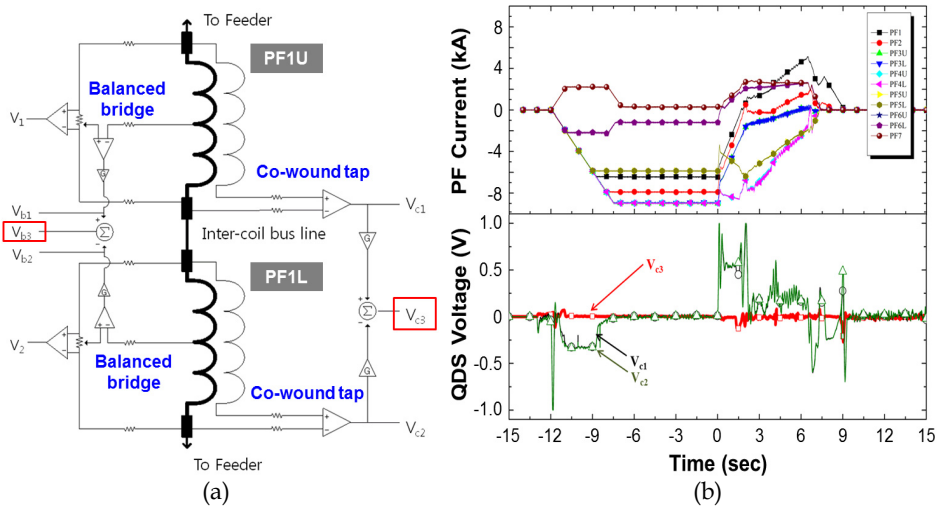 To Feeder
PF1U
Balanced
bridge
V1
G
Co-wound tap
Vb1
Vc1
Vb3
Σ
Inter-coil bus line
G
Vb2
PF1L
Σ
Vc3
G
V2
G
Balanced
bridge
Co-wound tap
Vc2
To Feeder
(a)
PF Current (kA)
8
4
0
-4
-8
PF1
PF2
PF3U
PF3L
PF4U
PF4L
PF5U
PF5L
PF6U
PF6L
PF7
QDS Voltage (V)
1.0
0.5
0
-0.5
-1.0
Vc3
Vc1
Vc2
-15 -12 -9 -6 -3 0 3 6 9 12 15
Time (sec)
(b)